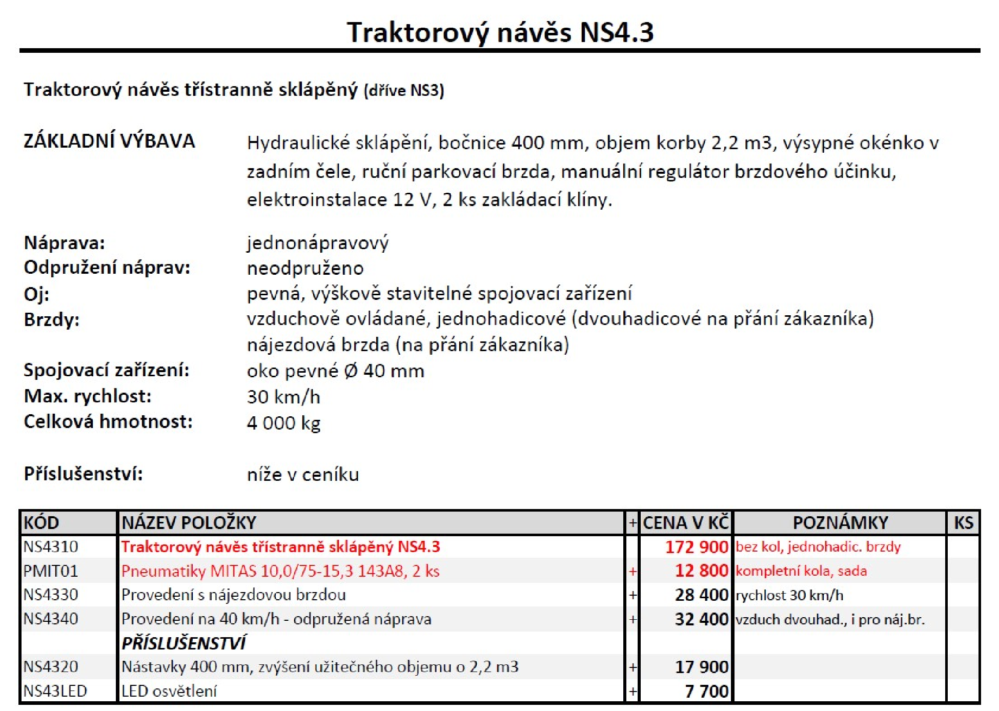 Traktorový návěs NS4.3
Traktorový návěs třístranně sklápěný (dříve NS3)
ZÁKLADNÍ VÝBAVA Hydraulické sklápění, bočnice 400 mm, objem korby 2,2 m3, výsypné okénko v
zadním čele, ruční parkovací brzda, manuální regulátor brzdového účinku,
elektroinstalace 12 V, 2 ks zakládací klíny.
Náprava: jednonápravový
Odpružení náprav: neodpruženo
Oj: pevná, výškově stavitelné spojovací zařízení
Brzdy: vzduchově ovládané, jednohadicové (dvouhadicové na přání zákazníka)
nájezdová brzda (na přání zákazníka)
Spojovací zařízení: oko pevné Ø 40 mm
Max. rychlost: 30 km/h
Celková hmotnost: 4 000 kg
Příslušenství: níže v ceníku
KÓD NÁZEV POLOŽKY + CENA V KČ POZNÁMKY KS
NS4310 Traktorový návěs třístranně sklápěný NS4.3 172 900 bez kol, jednohadic. brzdy
PMIT01 Pneumatiky MITAS 10,0/75-15,3 143A8, 2 ks + 12 800 kompletní kola, sada
NS4330 Provedení s nájezdovou brzdou + 28 400 rychlost 30 km/h
NS4340 Provedení na 40 km/h - odpružená náprava + 32 400 vzduch dvouhad., i pro náj.br.
PŘÍSLUŠENSTVÍ
NS4320 Nástavky 400 mm, zvýšení užitečného objemu o 2,2 m3 + 17 900
NS43LED LED osvětlení + 7 700